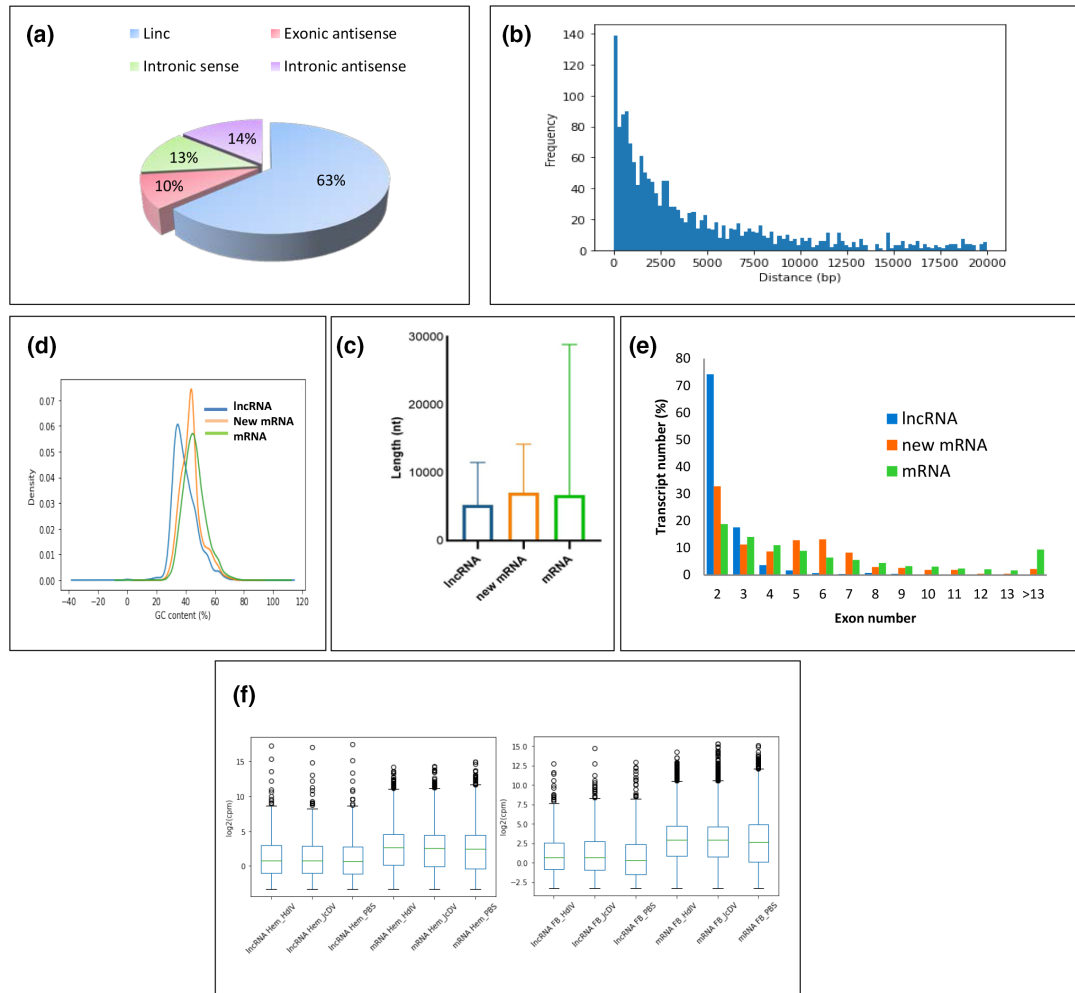 (a)
Linc
Exonic antisense
Intronic sense
Intronic antisense
14%
13%
10%
63%
(b)
140
120
100
80
60
40
20
0
Frequency
0 2500 5000 7500 10000 12500 15000 17500 20000
Distance (bp)
(d)
lncRNA
New mRNA
mRNA
0.07
0.06
0.05
0.04
0.03
0.02
0.01
0.00
Density
−40 −20 0 20 40 60 80 100 120
GC content (%)
(c)
30000
20000
10000
0
Length (nt)
lncRNA
new mRNA
mRNA
(e)
80
70
60
50
40
30
20
10
0
Transcript number (%)
lncRNA
new mRNA
mRNA
2 3 4 5 6 7 8 9 10 11 12 13 >13
Exon number
(f)
15
10
5
0
log2(cpm)
lncRNA Hem_HdIV
lncRNA Hem_JcDV
lncRNA Hem_PBS
mRNA Hem_HdIV
mRNA Hem_JcDV
mRNA Hem_PBS
15.0
12.5
10.0
7.5
5.0
2.5
0.0
−2.5
log2(cpm)
lncRNA FB_HdIV
lncRNA FB_JcDV
lncRNA FB_PBS
mRNA FB_HdIV
mRNA FB_JcDV
mRNA FB_PBS